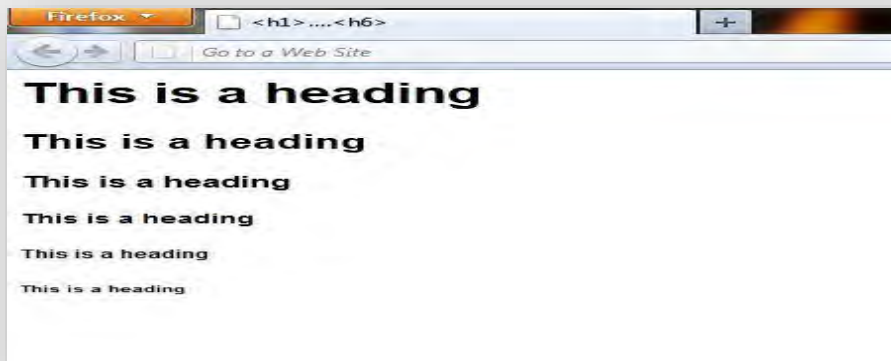 Firefox
<h1>....<h6>
Go to a Web Site
This is a heading
This is a heading
This is a heading
This is a heading
This is a heading
This is a heading